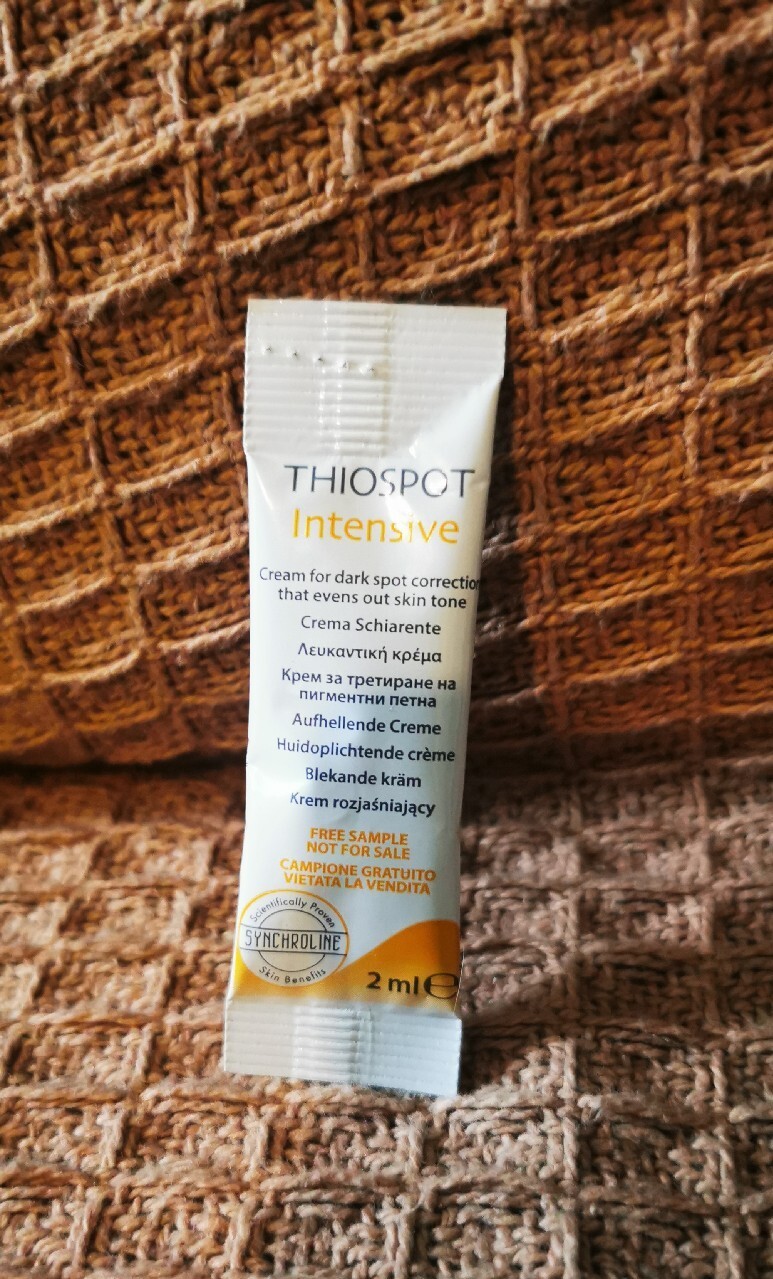 THIOSPOT
Intensive
Cream for dark spot correction
that evens out skin tone
Crema Schiarente
Λευκαντική κρέμα
Крем за третиране на
пигментни петна
Aufhellende Creme
Huidoplichtende crème
Blekande kräm
Krem rozjaśniający
FREE SAMPLE
NOT FOR SALE
CAMPIONE GRATUITO
VIETATA LA VENDITA
Scientifically Proven
SYNCHROLINE
Skin Benefits
2 ml ℮